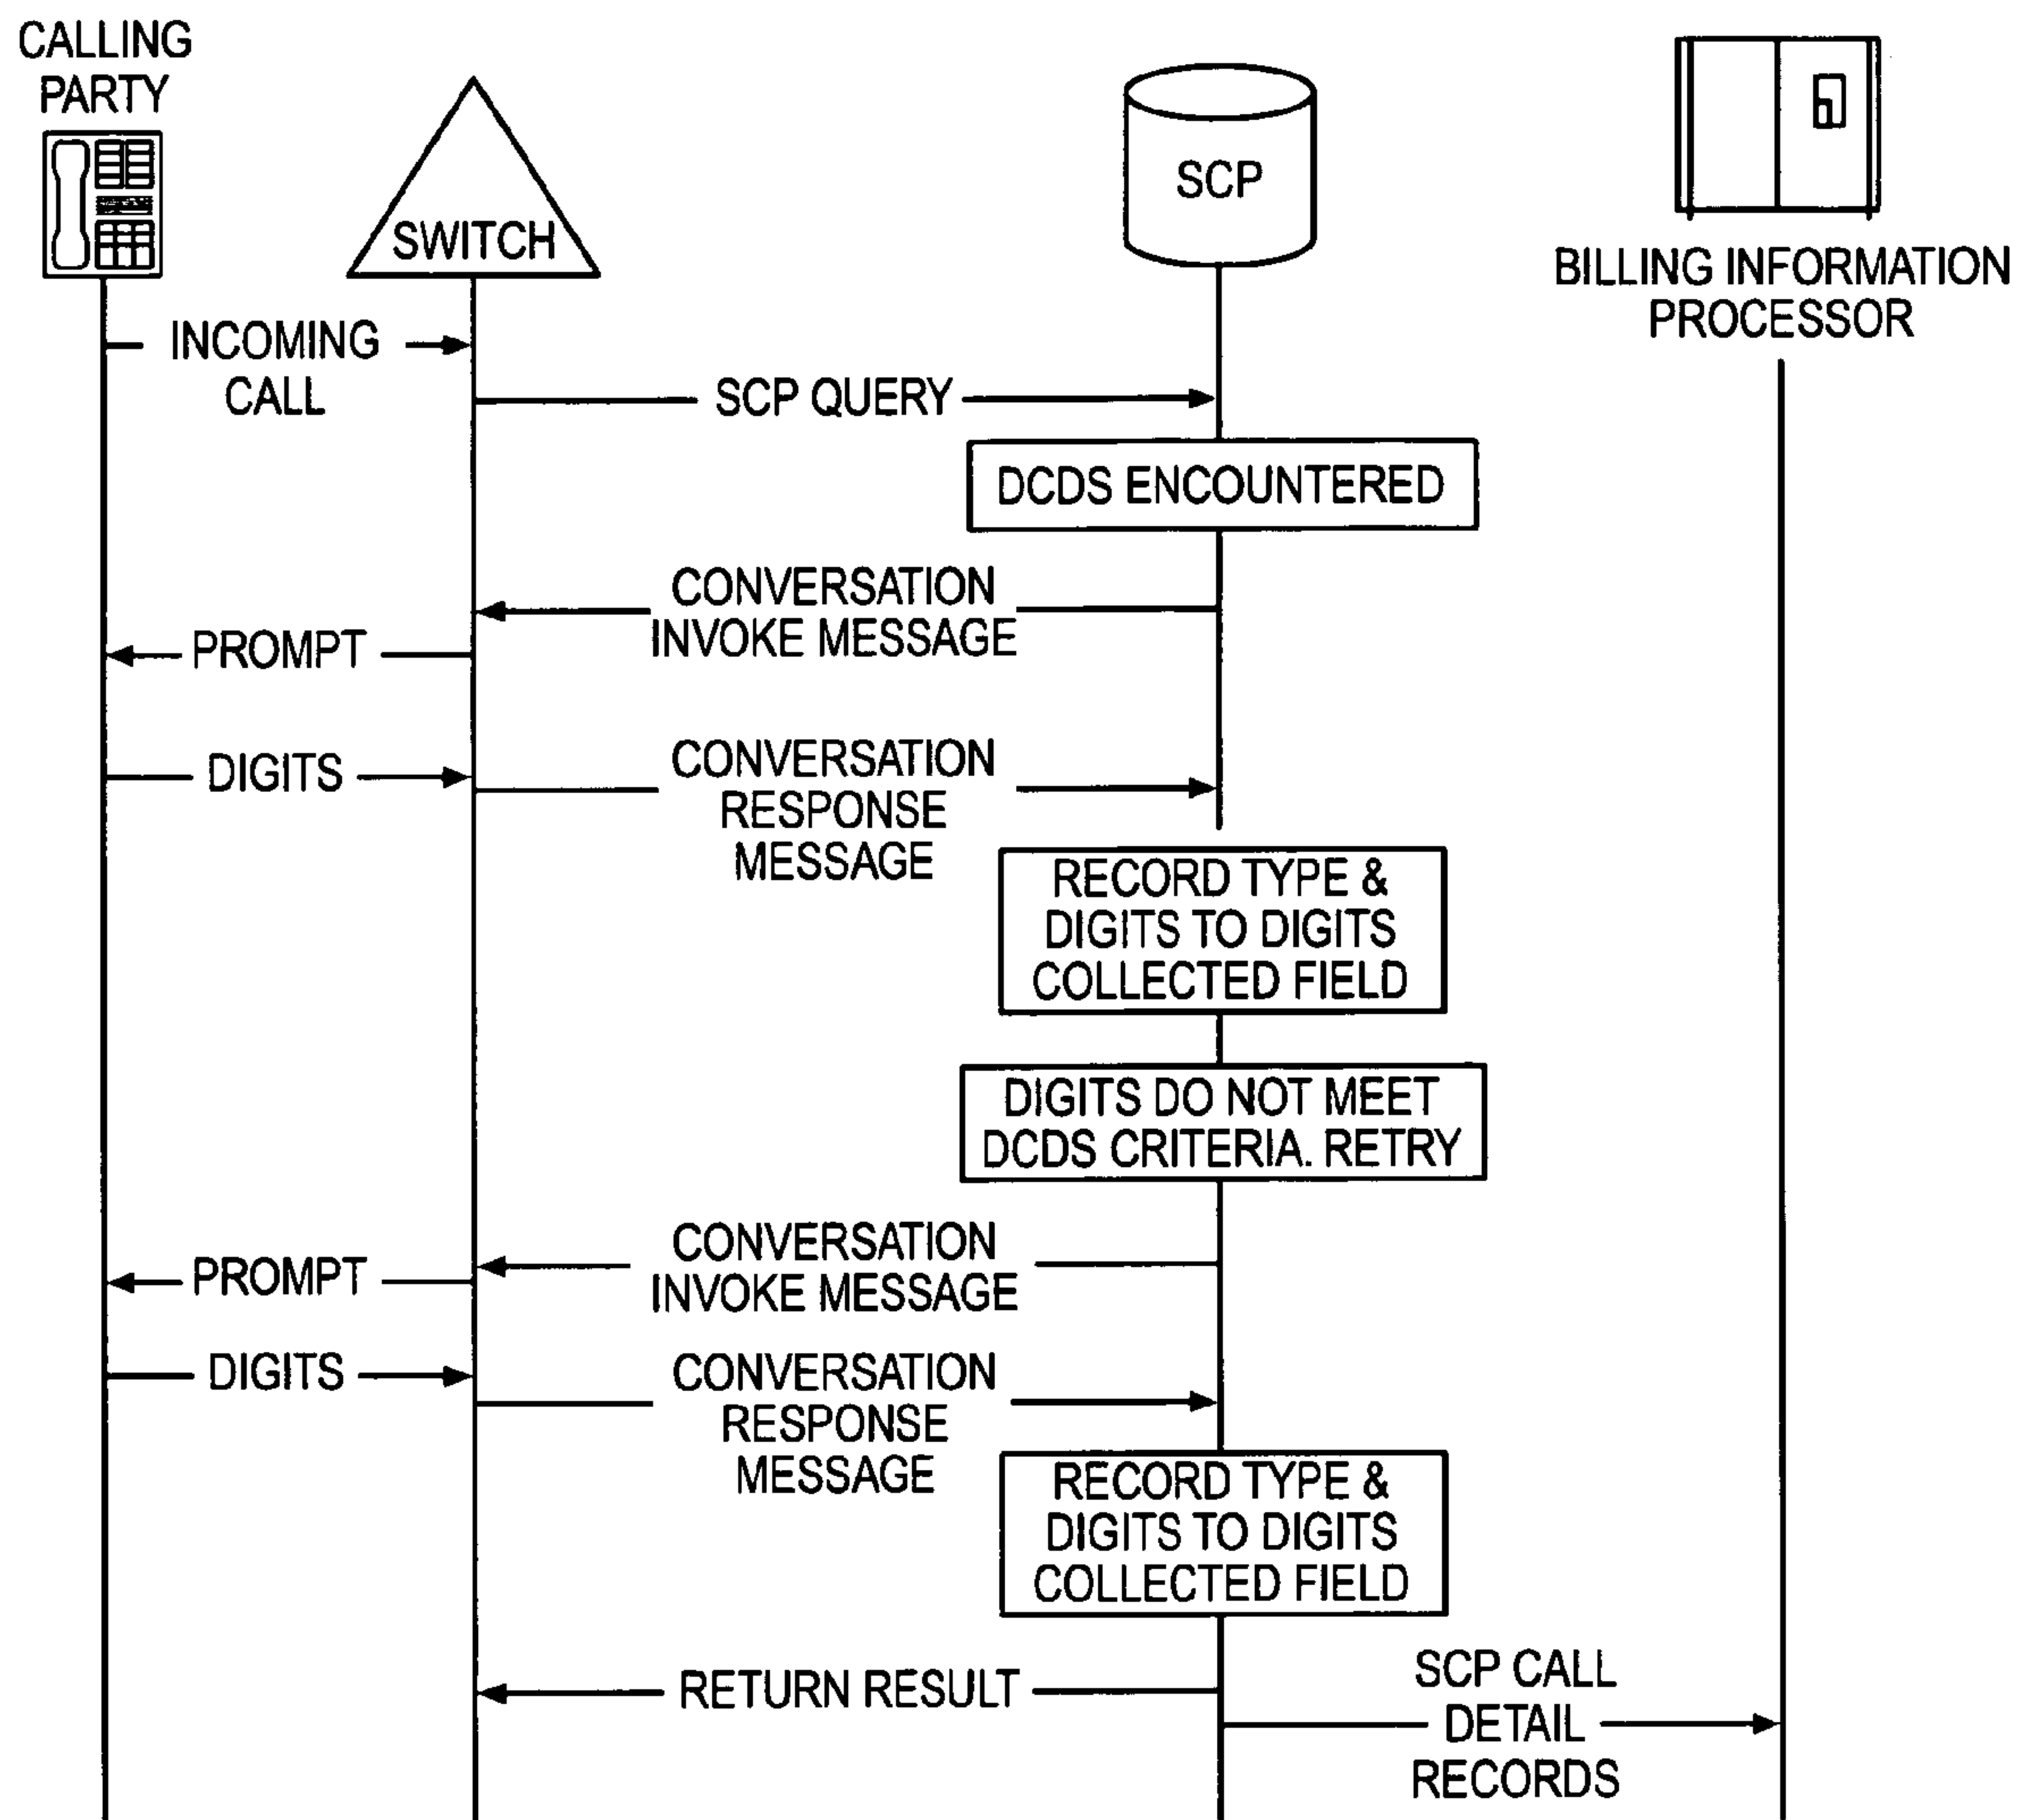 CALLING
PARTY
SWITCH
SCP
BILLING INFORMATION
PROCESSOR
INCOMING
CALL
SCP QUERY
DCDS ENCOUNTERED
CONVERSATION
INVOKE MESSAGE
PROMPT
DIGITS
CONVERSATION
RESPONSE
MESSAGE
RECORD TYPE &
DIGITS TO DIGITS
COLLECTED FIELD
DIGITS DO NOT MEET
DCDS CRITERIA. RETRY
CONVERSATION
INVOKE MESSAGE
PROMPT
DIGITS
CONVERSATION
RESPONSE
MESSAGE
RECORD TYPE &
DIGITS TO DIGITS
COLLECTED FIELD
RETURN RESULT
SCP CALL
DETAIL
RECORDS